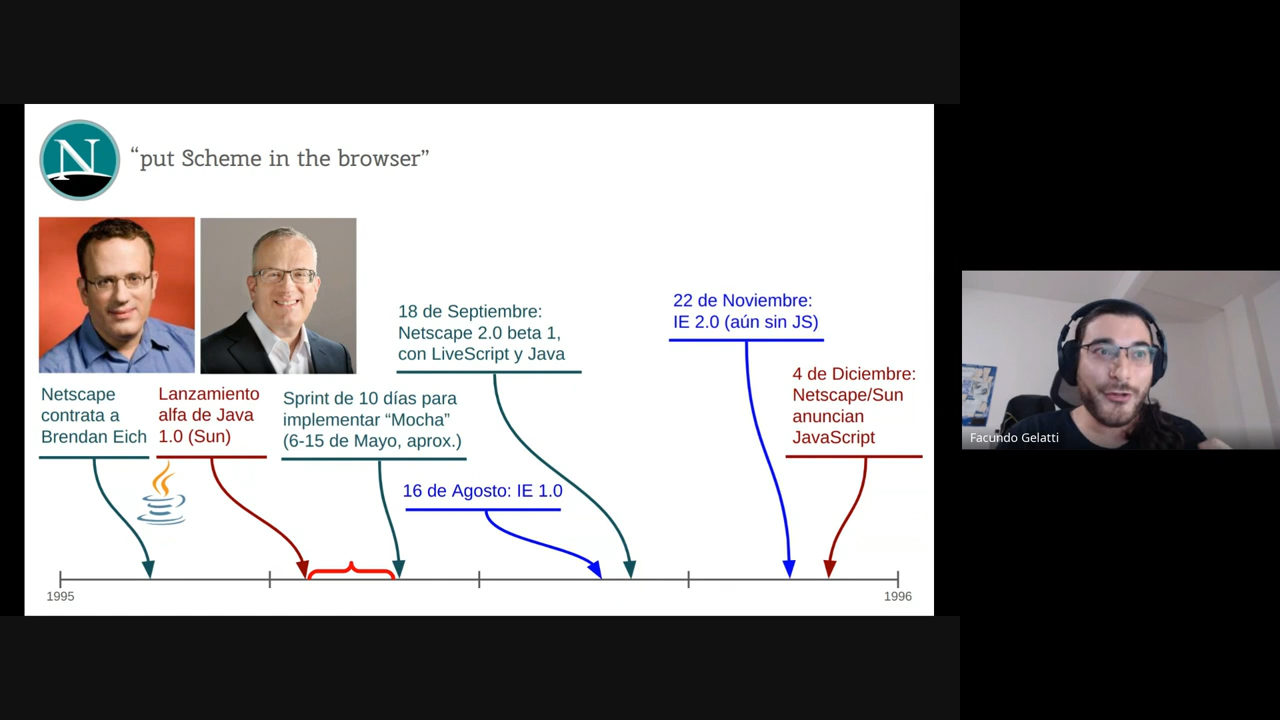 N
“put Scheme in the browser”
18 de Septiembre:
Netscape 2.0 beta 1,
con LiveScript y Java
22 de Noviembre:
IE 2.0 (aún sin JS)
Netscape
contrata a
Brendan Eich
Lanzamiento
alfa de Java
1.0 (Sun)
Sprint de 10 días para
implementar “Mocha”
(6-15 de Mayo, aprox.)
4 de Diciembre:
Netscape/Sun
anuncian
JavaScript
16 de Agosto: IE 1.0
1995
1996
Facundo Gelatti